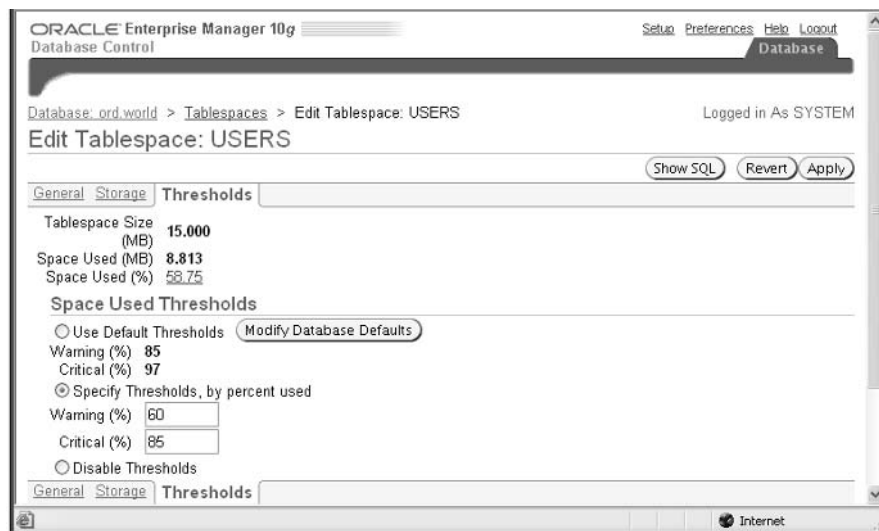 ORACLE Enterprise Manager 10g
Database Control
Setup Preferences Help Logout
Database
Database: ord.world > Tablespaces > Edit Tablespace: USERS
Logged in As SYSTEM
Edit Tablespace: USERS
Show SQL Revert Apply
General Storage Thresholds
Tablespace Size (MB) 15.000
Space Used (MB) 8.813
Space Used (%) 58.75
Space Used Thresholds
Use Default Thresholds Modify Database Defaults
Warning (%) 85
Critical (%) 97
Specify Thresholds, by percent used
Warning (%) 60
Critical (%) 85
Disable Thresholds
General Storage Thresholds
Internet